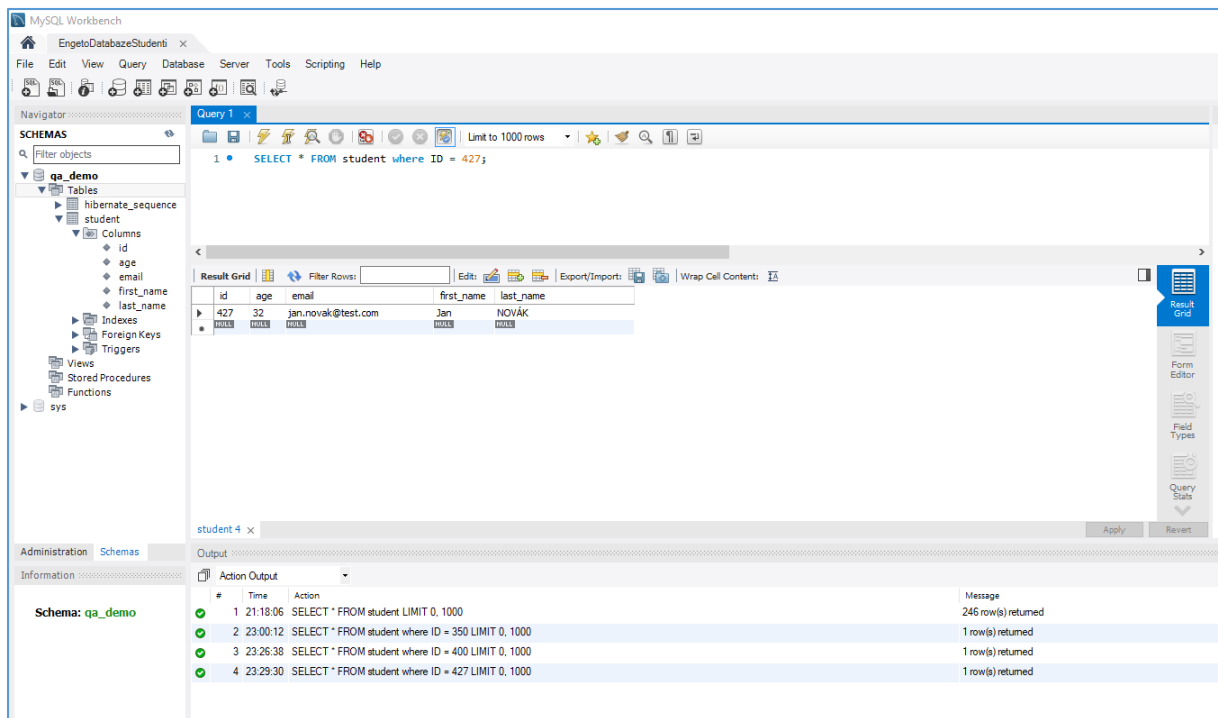 MySQL Workbench
EngetoDatabazeStudenti ×
File Edit View Query Database Server Tools Scripting Help
Navigator
SCHEMAS
Filter objects
qa_demo
Tables
hibernate_sequence
student
Columns
id
age
email
first_name
last_name
Indexes
Foreign Keys
Triggers
Views
Stored Procedures
Functions
sys
Administration Schemas
Information
Schema: qa_demo
Query 1 ×
Limit to 1000 rows
1 SELECT * FROM student where ID = 427;
Result Grid Filter Rows: Edit: Export/Import: Wrap Cell Content:
id age email first_name last_name
427 32 jan.novak@test.com Jan NOVÁK
NULL NULL NULL NULL NULL
Result
Grid
Form
Editor
Field
Types
Query
Stats
student 4 ×
Apply Revert
Output
Action Output
# Time Action Message
1 21:18:06 SELECT * FROM student LIMIT 0, 1000 246 row(s) returned
2 23:00:12 SELECT * FROM student where ID = 350 LIMIT 0, 1000 1 row(s) returned
3 23:26:38 SELECT * FROM student where ID = 400 LIMIT 0, 1000 1 row(s) returned
4 23:29:30 SELECT * FROM student where ID = 427 LIMIT 0, 1000 1 row(s) returned